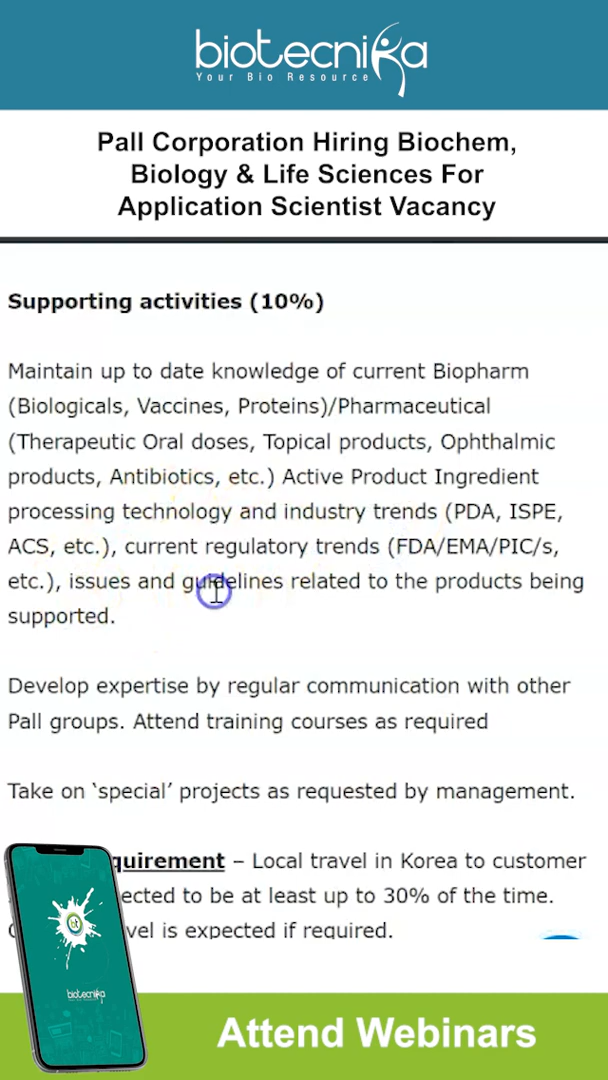 biotecnika
Your Bio Resource
Pall Corporation Hiring Biochem,
Biology & Life Sciences For
Application Scientist Vacancy
Supporting activities (10%)
Maintain up to date knowledge of current Biopharm
(Biologicals, Vaccines, Proteins)/Pharmaceutical
(Therapeutic Oral doses, Topical products, Ophthalmic
products, Antibiotics, etc.) Active Product Ingredient
processing technology and industry trends (PDA, ISPE,
ACS, etc.), current regulatory trends (FDA/EMA/PIC/s,
etc.), issues and guidelines related to the products being
supported.
Develop expertise by regular communication with other
Pall groups. Attend training courses as required
Take on ‘special’ projects as requested by management.
quirement – Local travel in Korea to customer
ected to be at least up to 30% of the time.
vel is expected if required.
bt
biotecnika
Attend Webinars